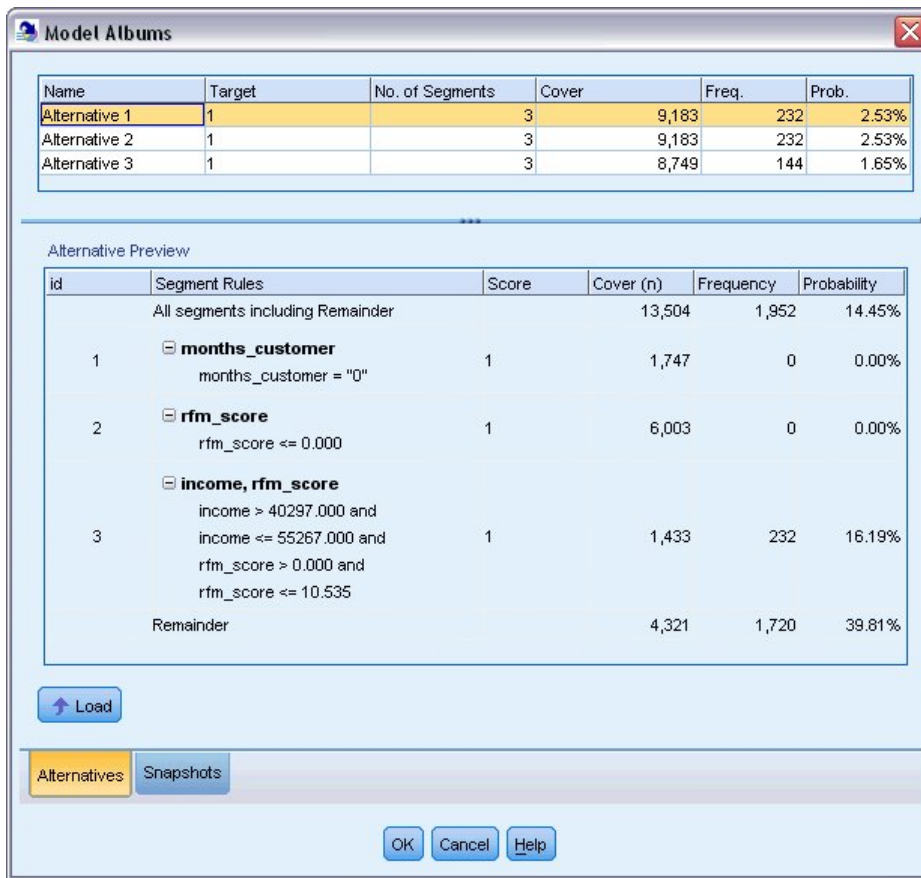 Model Albums
Name Target No. of Segments Cover Freq. Prob.
Alternative 1 1 3 9,183 232 2.53%
Alternative 2 1 3 9,183 232 2.53%
Alternative 3 1 3 8,749 144 1.65%
Alternative Preview
id Segment Rules Score Cover (n) Frequency Probability
All segments including Remainder 13,504 1,952 14.45%
months_customer
1 1 1,747 0 0.00%
months_customer = "0"
rfm_score
2 1 6,003 0 0.00%
rfm_score <= 0.000
income, rfm_score
income > 40297.000 and
income <= 55267.000 and
3 1 1,433 232 16.19%
rfm_score > 0.000 and
rfm_score <= 10.535
Remainder 4,321 1,720 39.81%
Load
Alternatives Snapshots
OK Cancel Help